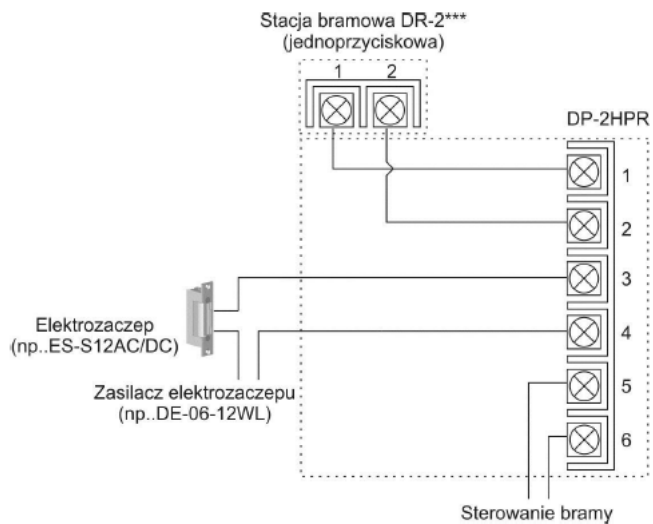 Stacja bramowa DR-2***
(jednoprzyciskowa)
1 2
DP-2HPR
1
2
3
4
5
6
Elektrozaczep
(np..ES-S12AC/DC)
Zasilacz elektrozaczepu
(np..DE-06-12WL)
Sterowanie bramy